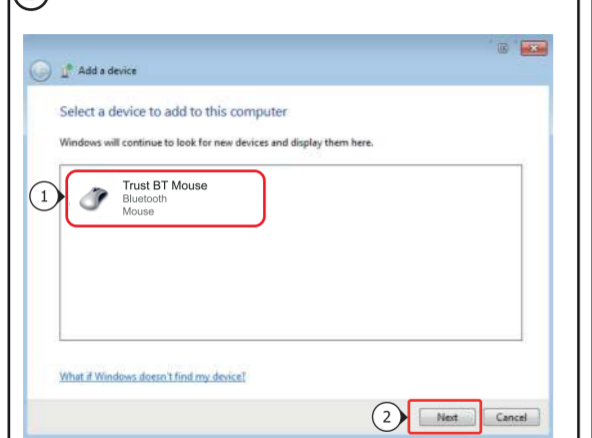 Add a device
Select a device to add to this computer
Windows will continue to look for new devices and display them here.
1
Trust BT Mouse
Bluetooth
Mouse
What if Windows doesn't find my device?
2
Next
Cancel